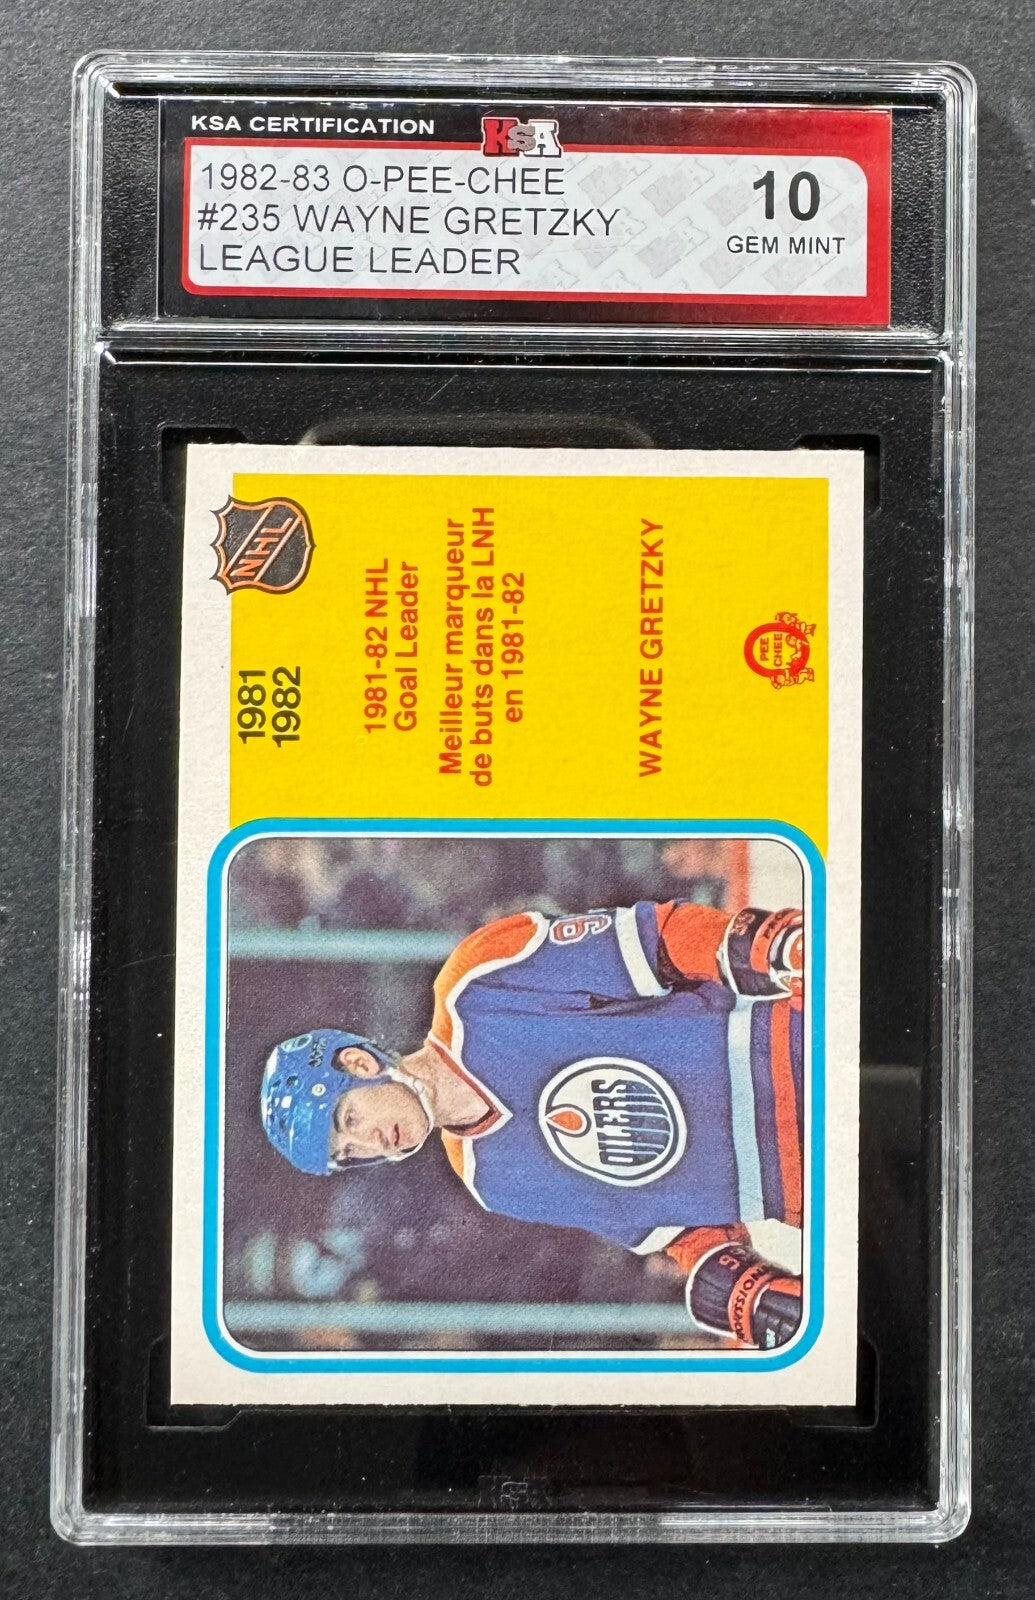 KSA CERTIFICATION
KSA
1982-83 O-PEE-CHEE
#235 WAYNE GRETZKY
LEAGUE LEADER
10
GEM MINT
NHL
1981
1982
1981-82 NHL
Goal Leader
Meilleur marqueur
de buts dans la LNH
en 1981-82
WAYNE GRETZKY
O
PEE
CHEE
OILERS